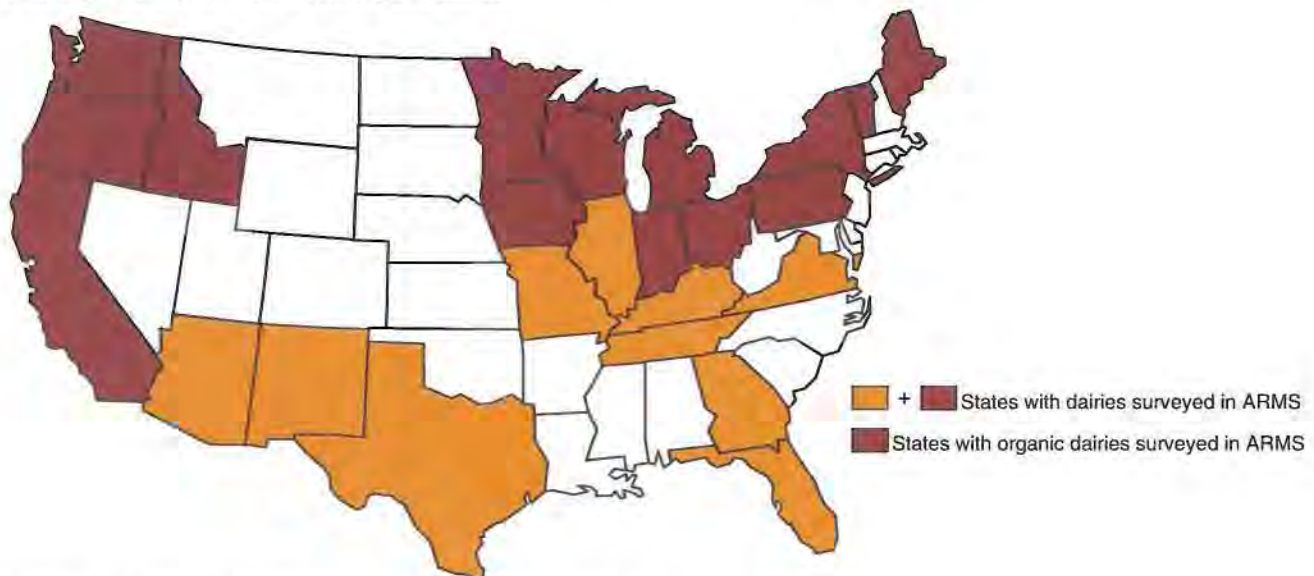 + States with dairies surveyed in ARMS
States with organic dairies surveyed in ARMS